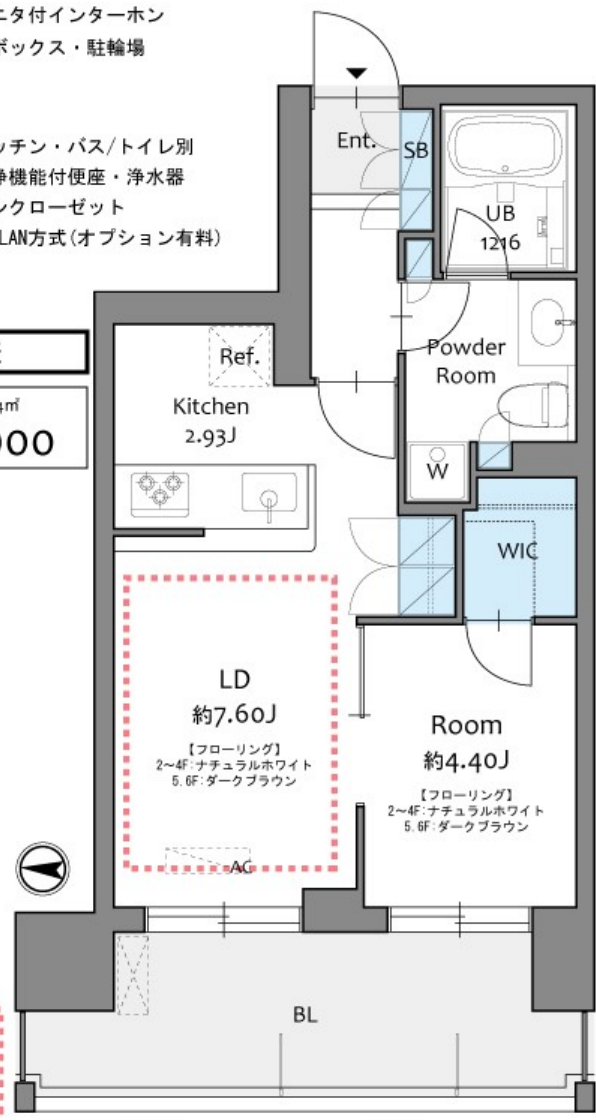 ニタ付インターホン
ボックス・駐輪場
ッチン・バス/トイレ別
浄機能付便座・浄水器
ンクローゼット
LAN方式(オプション有料)
㎡
000
Ent.
SB
UB
1216
Ref.
Powder
Room
Kitchen
2.93J
W
WIC
LD
約7.60J
【フローリング】
2~4F:ナチュラルホワイト
5.6F:ダークブラウン
Room
約4.40J
【フローリング】
2~4F:ナチュラルホワイト
5.6F:ダークブラウン
AC
BL